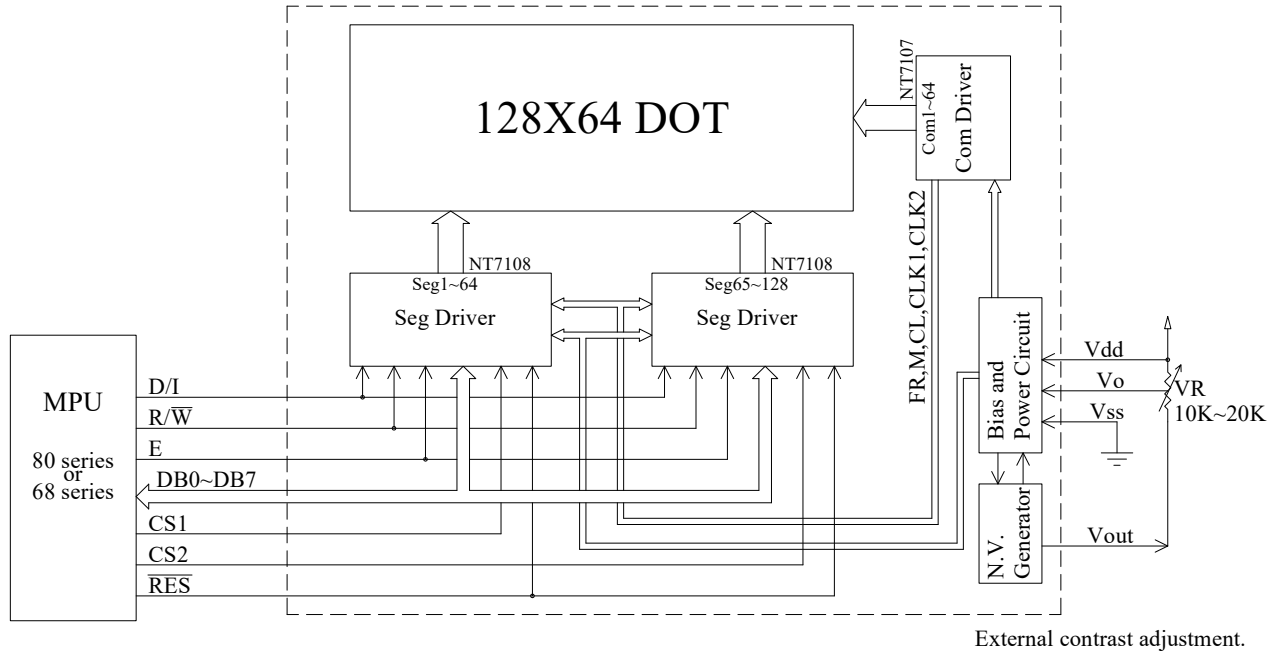 128X64 DOT
NT7107
Com1~64
Com Driver
FR,M,CL,CLK1,CLK2
NT7108
Seg1~64
Seg Driver
NT7108
Seg65~128
Seg Driver
MPU
80 series
or
68 series
D/I
R/W̅
E
DB0~DB7
CS1
CS2
R̅E̅S̅
Bias and
Power Circuit
N.V.
Generator
Vdd
Vo
Vss
Vout
VR
10K~20K
External contrast adjustment.